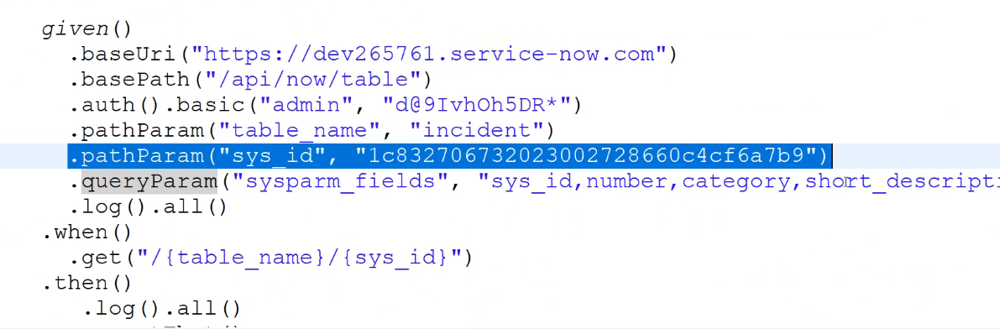 given()
.baseUri("https://dev265761.service-now.com")
.basePath("/api/now/table")
.auth().basic("admin", "d@9IvhOh5DR*")
.pathParam("table_name", "incident")
.pathParam("sys_id", "1c832706732023002728660c4cf6a7b9")
.queryParam("sysparm_fields", "sys_id,number,category,short_descripti
.log().all()
.when()
.get("/{table_name}/{sys_id}")
.then()
.log().all()